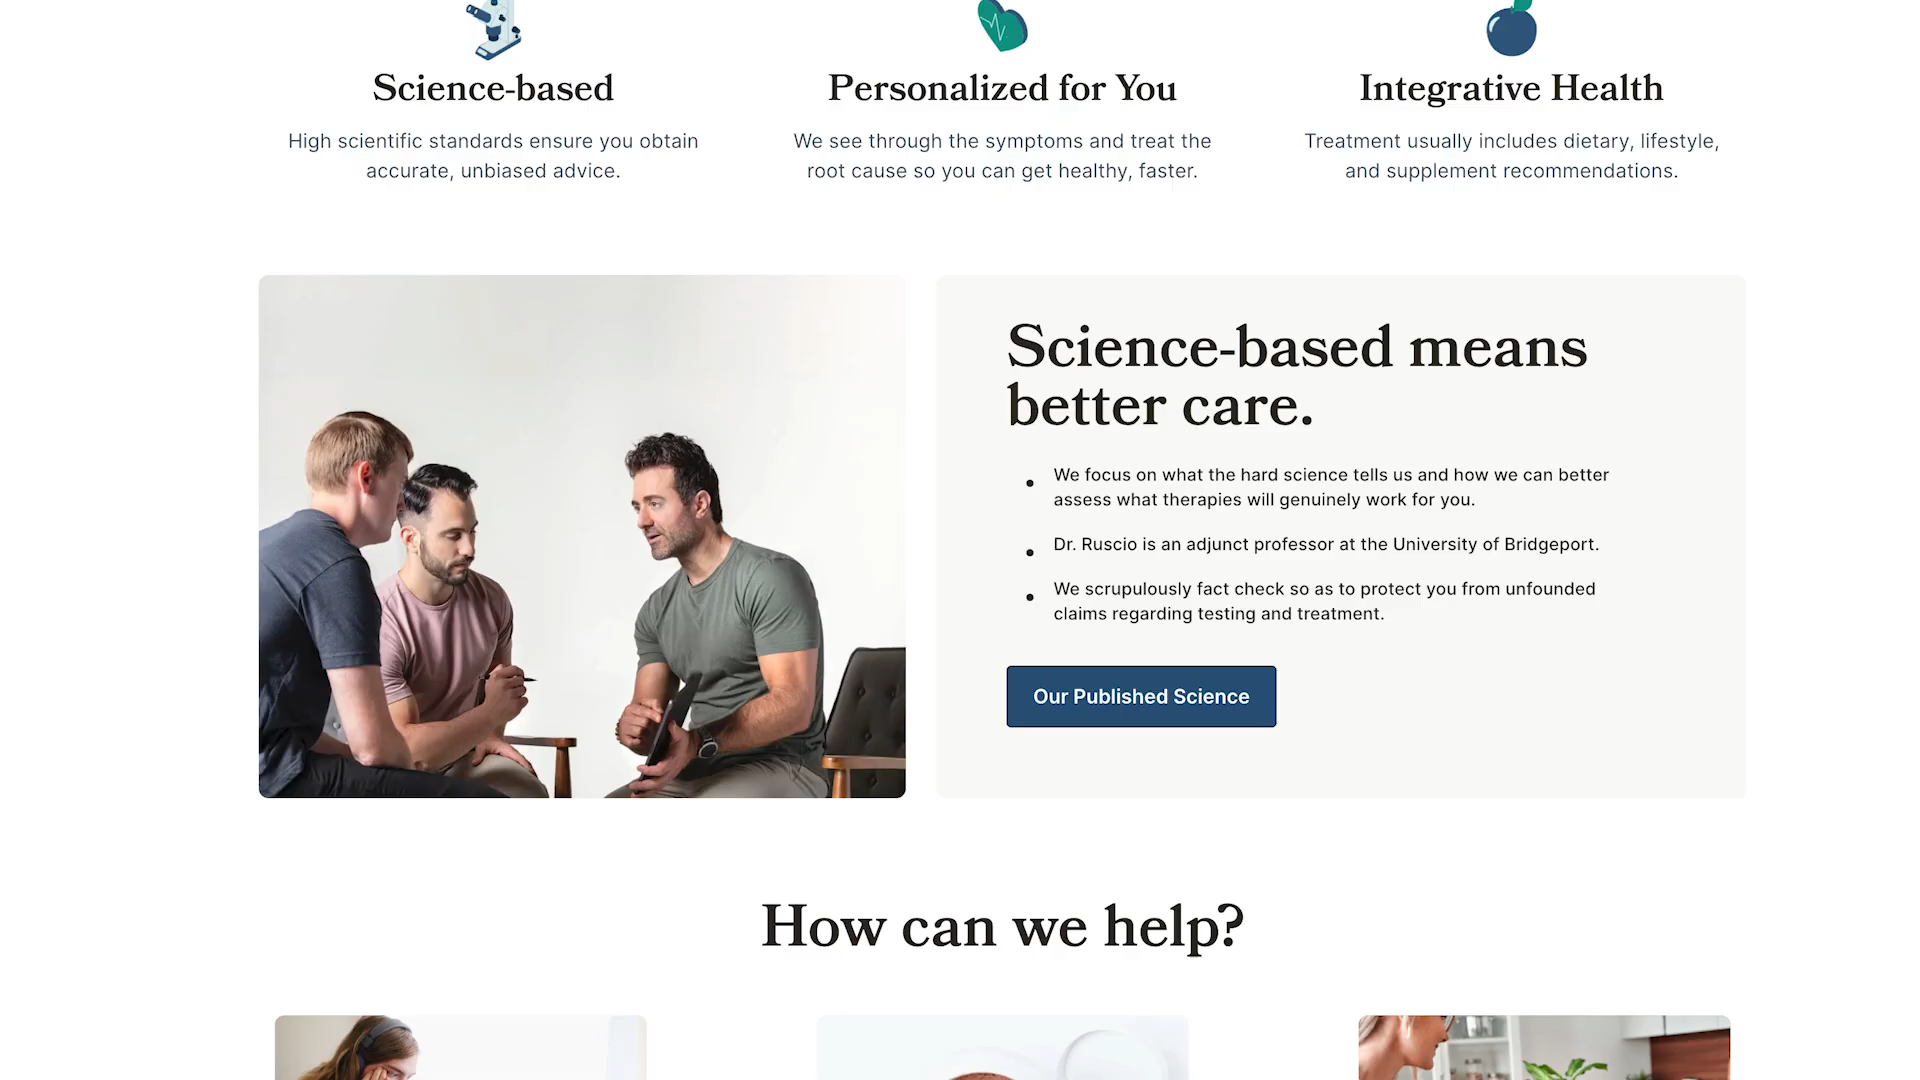 Science-based
High scientific standards ensure you obtain
accurate, unbiased advice.
Personalized for You
We see through the symptoms and treat the
root cause so you can get healthy, faster.
Integrative Health
Treatment usually includes dietary, lifestyle,
and supplement recommendations.
Science-based means
better care.
We focus on what the hard science tells us and how we can better
assess what therapies will genuinely work for you.
Dr. Ruscio is an adjunct professor at the University of Bridgeport.
We scrupulously fact check so as to protect you from unfounded
claims regarding testing and treatment.
Our Published Science
How can we help?